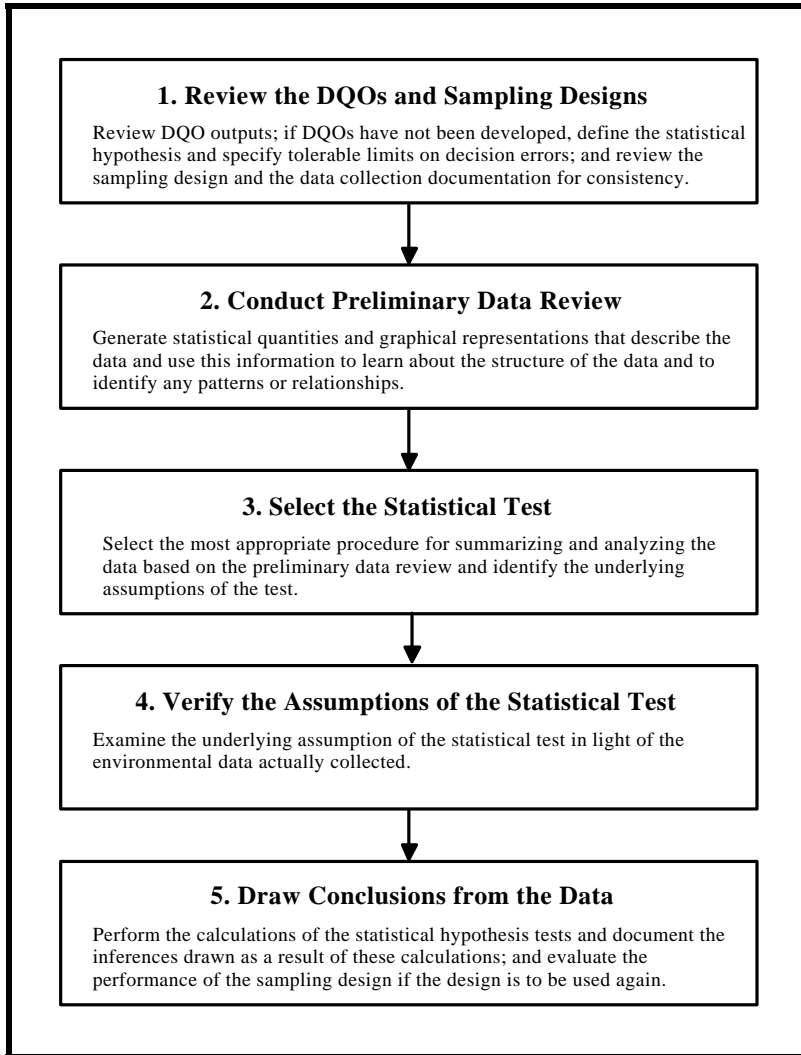 1. Review the DQOs and Sampling Designs
Review DQO outputs; if DQOs have not been developed, define the statistical
hypothesis and specify tolerable limits on decision errors; and review the
sampling design and the data collection documentation for consistency.
2. Conduct Preliminary Data Review
Generate statistical quantities and graphical representations that describe the
data and use this information to learn about the structure of the data and to
identify any patterns or relationships.
3. Select the Statistical Test
Select the most appropriate procedure for summarizing and analyzing the
data based on the preliminary data review and identify the underlying
assumptions of the test.
4. Verify the Assumptions of the Statistical Test
Examine the underlying assumption of the statistical test in light of the
environmental data actually collected.
5. Draw Conclusions from the Data
Perform the calculations of the statistical hypothesis tests and document the
inferences drawn as a result of these calculations; and evaluate the
performance of the sampling design if the design is to be used again.